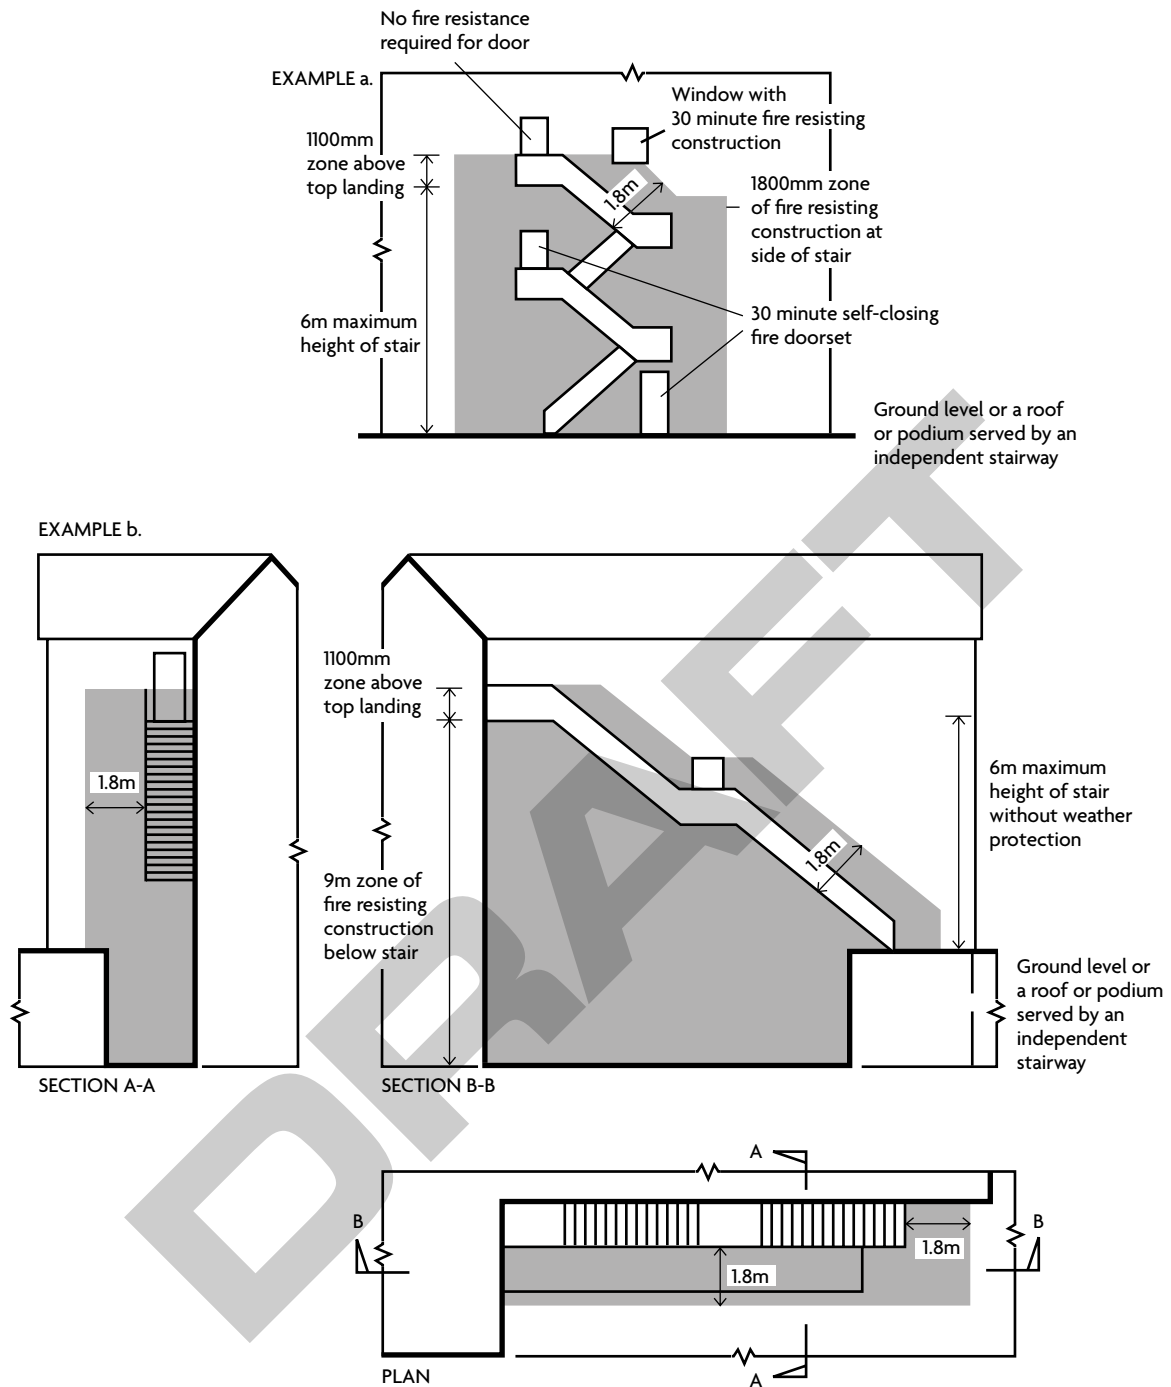 No fire resistance
required for door
EXAMPLE a.
Window with
30 minute fire resisting
construction
1100mm
zone above
top landing
1.8m
1800mm zone
of fire resisting
construction at
side of stair
6m maximum
height of stair
30 minute self-closing
fire doorset
Ground level or a roof
or podium served by an
independent stairway
EXAMPLE b.
1100mm
zone above
top landing
1.8m
6m maximum
height of stair
without weather
protection
1.8m
9m zone of
fire resisting
construction
below stair
Ground level or
a roof or podium
served by an
independent
stairway
SECTION A-A
SECTION B-B
A
B
B
1.8m
1.8m
PLAN
A
DRAFT